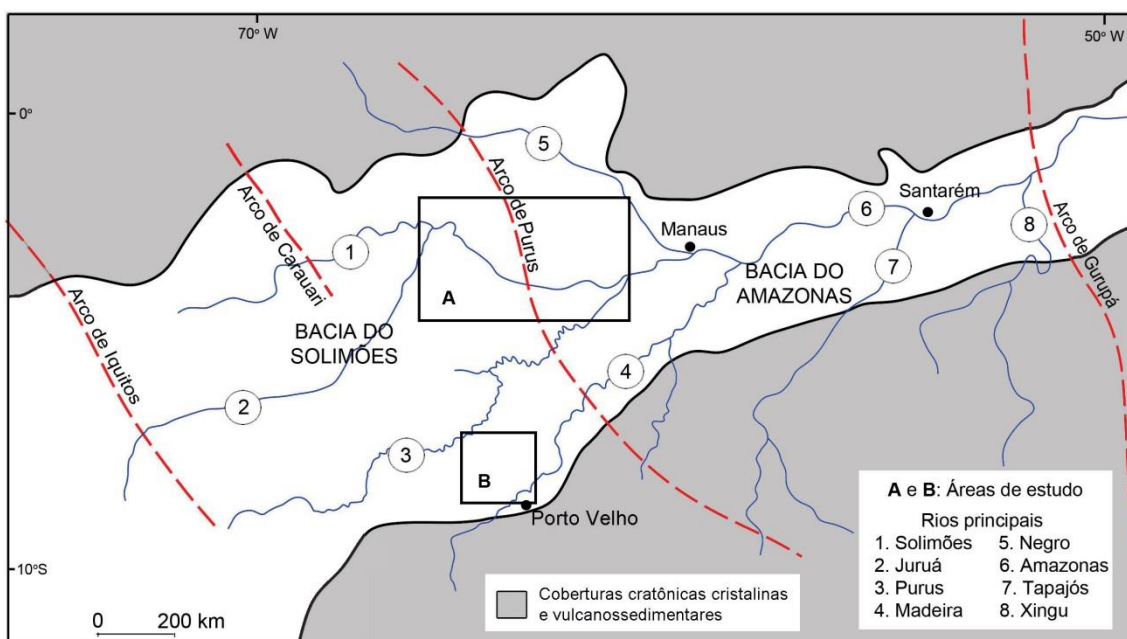 70° W
50° W
0°
10°S
Arco de Iquitos
Arco de Carauari
Arco de Purus
Arco de Gurupá
5
6
Santarém
Manaus
8
1
7
A
BACIA DO
AMAZONAS
BACIA DO
SOLIMÕES
4
2
3
B
Porto Velho
A e B: Áreas de estudo
Rios principais
1. Solimões
2. Juruá
3. Purus
4. Madeira
5. Negro
6. Amazonas
7. Tapajós
8. Xingu
Coberturas cratônicas cristalinas
e vulcanossedimentares
0
200 km